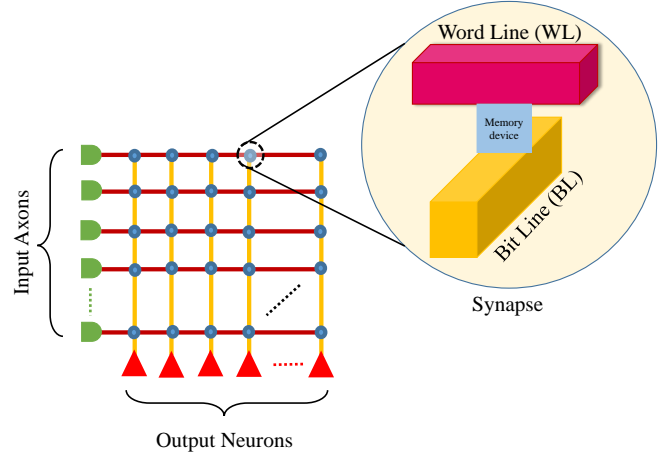 Word Line (WL)
Memory
device
Bit Line (BL)
Synapse
Input Axons
Output Neurons